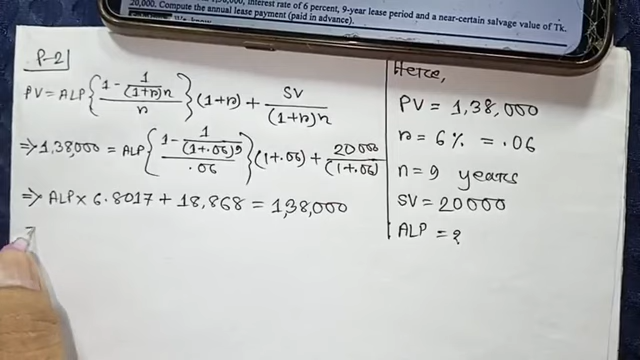 interest rate of 6 percent, 9-year lease period and a near-certain salvage value of Tk.
20,000. Compute the annual lease payment (paid in advance).
We know
P-2
PV = ALP { (1 - 1/(1+r)n) / r } (1+r) + SV/(1+r)n
⇒ 1,38,000 = ALP { (1 - 1/(1+.06)9) / .06 } (1+.06) + 20000/(1+.06)
⇒ ALP × 6.8017 + 18,868 = 1,38,000
Here,
PV = 1,38,000
r = 6% = .06
n = 9 years
SV = 20000
ALP = ?